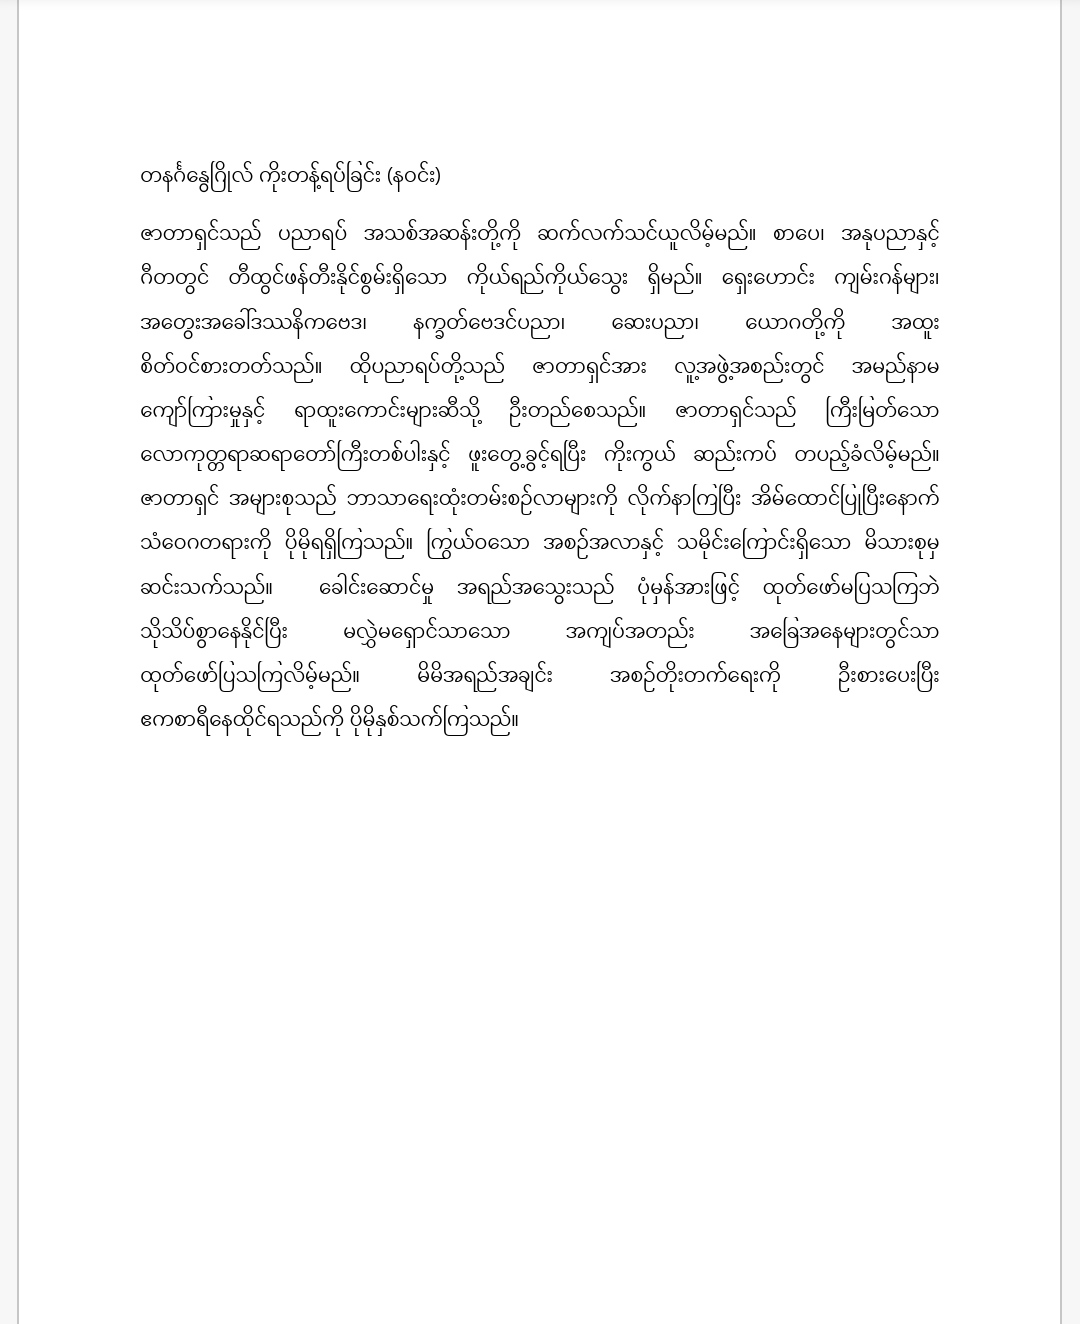 တနင်္ဂနွေဂြိုလ် ကိုးတန့်ရပ်ခြင်း (နဝင်း)
ဇာတာရှင်သည် ပညာရပ် အသစ်အဆန်းတို့ကို ဆက်လက်သင်ယူလိမ့်မည်။ စာပေ၊ အနုပညာနှင့်
ဂီတတွင် တီထွင်ဖန်တီးနိုင်စွမ်းရှိသော ကိုယ်ရည်ကိုယ်သွေး ရှိမည်။ ရှေးဟောင်း ကျမ်းဂန်များ၊
အတွေးအခေါ်ဒဿနိကဗေဒ၊ နက္ခတ်ဗေဒင်ပညာ၊ ဆေးပညာ၊ ယောဂတို့ကို အထူး
စိတ်ဝင်စားတတ်သည်။ ထိုပညာရပ်တို့သည် ဇာတာရှင်အား လူ့အဖွဲ့အစည်းတွင် အမည်နာမ
ကျော်ကြားမှုနှင့် ရာထူးကောင်းများဆီသို့ ဦးတည်စေသည်။ ဇာတာရှင်သည် ကြီးမြတ်သော
လောကုတ္တရာဆရာတော်ကြီးတစ်ပါးနှင့် ဖူးတွေ့ခွင့်ရပြီး ကိုးကွယ် ဆည်းကပ် တပည့်ခံလိမ့်မည်။
ဇာတာရှင် အများစုသည် ဘာသာရေးထုံးတမ်းစဉ်လာများကို လိုက်နာကြပြီး အိမ်ထောင်ပြုပြီးနောက်
သံဝေဂတရားကို ပိုမိုရရှိကြသည်။ ကြွယ်ဝသော အစဉ်အလာနှင့် သမိုင်းကြောင်းရှိသော မိသားစုမှ
ဆင်းသက်သည်။ ခေါင်းဆောင်မှု အရည်အသွေးသည် ပုံမှန်အားဖြင့် ထုတ်ဖော်မပြသကြဘဲ
သိုသိပ်စွာနေနိုင်ပြီး မလွှဲမရှောင်သာသော အကျပ်အတည်း အခြေအနေများတွင်သာ
ထုတ်ဖော်ပြသကြလိမ့်မည်။ မိမိအရည်အချင်း အစဉ်တိုးတက်ရေးကို ဦးစားပေးပြီး
ဧကစာရီနေထိုင်ရသည်ကို ပိုမိုနှစ်သက်ကြသည်။